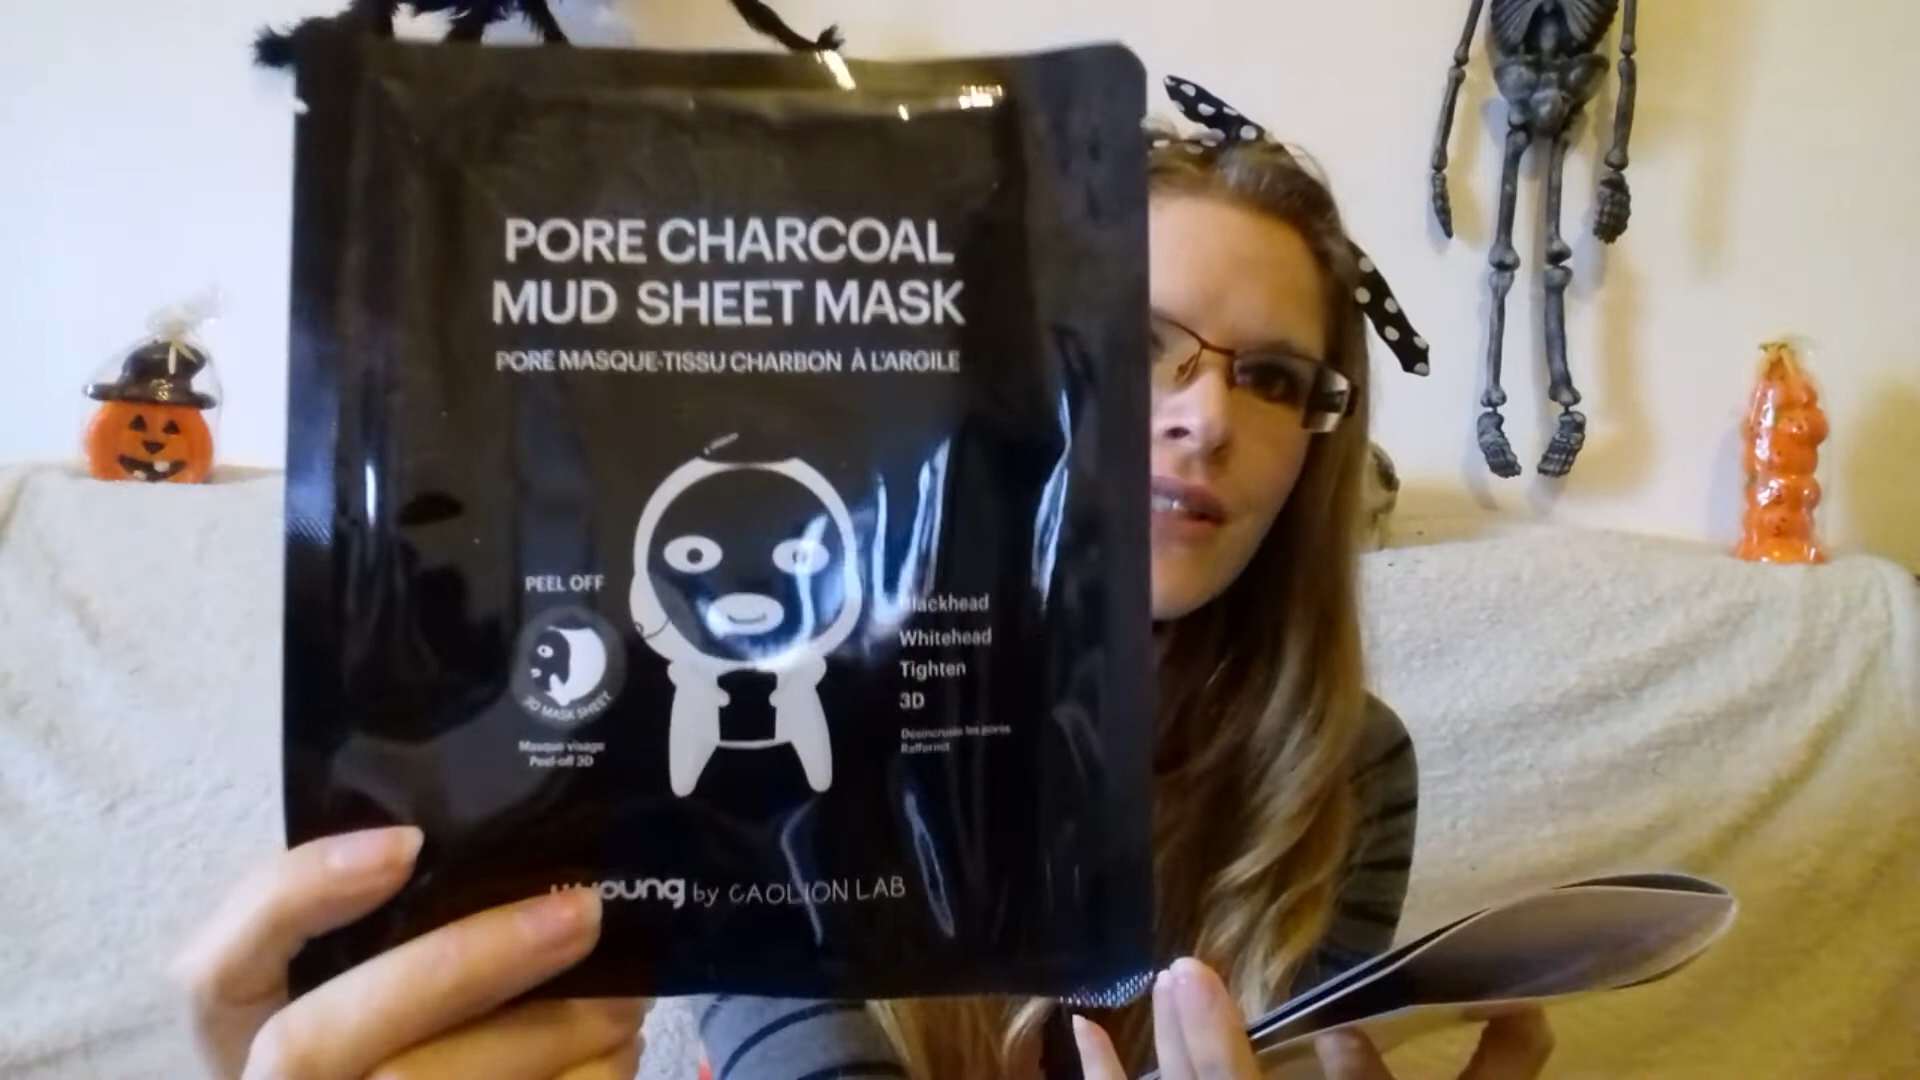 PORE CHARCOAL
MUD SHEET MASK
PORE MASQUE-TISSU CHARBON À L'ARGILE
PEEL OFF
3D MASK SHEET
Masque visage
Peel-off 3D
Blackhead
Whitehead
Tighten
3D
Désincruste les pores
Raffermit
by CAOLION LAB